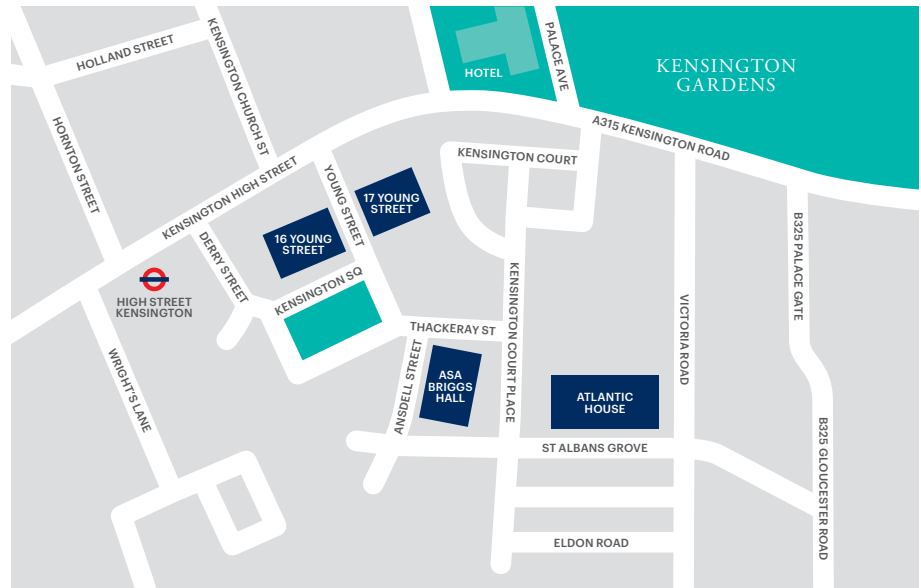 HOLLAND STREET
KENSINGTON CHURCH ST
HOTEL
PALACE AVE
KENSINGTON
GARDENS
A315 KENSINGTON ROAD
HORNTON STREET
KENSINGTON HIGH STREET
YOUNG STREET
KENSINGTON COURT
17 YOUNG
STREET
16 YOUNG
STREET
DERRY STREET
KENSINGTON SQ
HIGH STREET
KENSINGTON
B325 PALACE GATE
KENSINGTON COURT PLACE
VICTORIA ROAD
THACKERAY ST
WRIGHT'S LANE
ANSDELL STREET
ASA
BRIGGS
HALL
ATLANTIC
HOUSE
ST ALBANS GROVE
B325 GLOUCESTER ROAD
ELDON ROAD